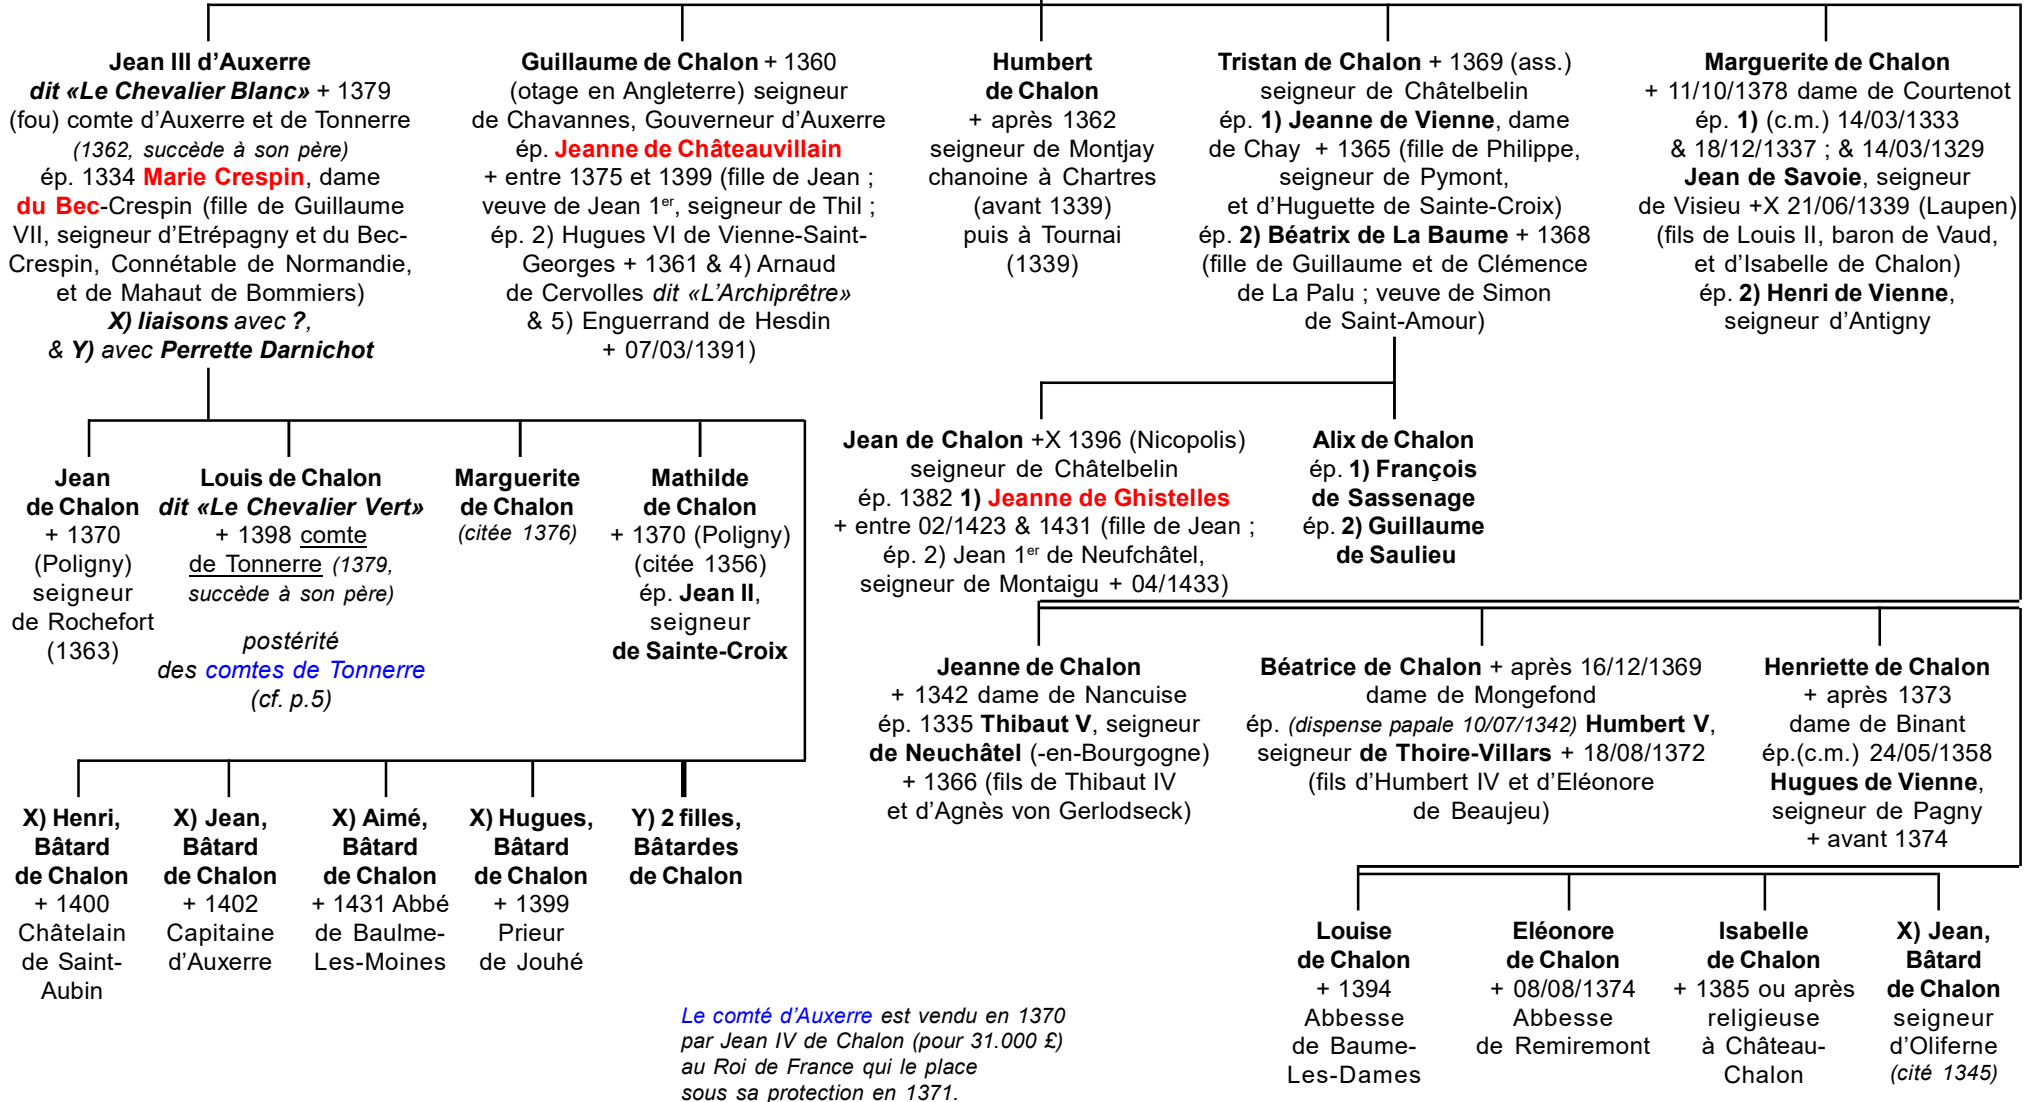 Jean III d'Auxerre
dit «Le Chevalier Blanc» + 1379
(fou) comte d'Auxerre et de Tonnerre
(1362, succède à son père)
ép. 1334 Marie Crespin, dame
du Bec-Crespin (fille de Guillaume
VII, seigneur d'Etrépagny et du Bec-
Crespin, Connétable de Normandie,
et de Mahaut de Bommiers)
X) liaisons avec ?,
& Y) avec Perrette Darnichot
Guillaume de Chalon + 1360
(otage en Angleterre) seigneur
de Chavannes, Gouverneur d'Auxerre
ép. Jeanne de Châteauvillain
+ entre 1375 et 1399 (fille de Jean ;
veuve de Jean 1er, seigneur de Thil ;
ép. 2) Hugues VI de Vienne-Saint-
Georges + 1361 & 4) Arnaud
de Cervolles dit «L'Archiprêtre»
& 5) Enguerrand de Hesdin
+ 07/03/1391)
Humbert
de Chalon
+ après 1362
seigneur de Montjay
chanoine à Chartres
(avant 1339)
puis à Tournai
(1339)
Tristan de Chalon + 1369 (ass.)
seigneur de Châtelbelin
ép. 1) Jeanne de Vienne, dame
de Chay + 1365 (fille de Philippe,
seigneur de Pymont,
et d'Huguette de Sainte-Croix)
ép. 2) Béatrix de La Baume + 1368
(fille de Guillaume et de Clémence
de La Palu ; veuve de Simon
de Saint-Amour)
Marguerite de Chalon
+ 11/10/1378 dame de Courtenot
ép. 1) (c.m.) 14/03/1333
& 18/12/1337 ; & 14/03/1329
Jean de Savoie, seigneur
de Visieu +X 21/06/1339 (Laupen)
(fils de Louis II, baron de Vaud,
et d'Isabelle de Chalon)
ép. 2) Henri de Vienne,
seigneur d'Antigny
Jean
de Chalon
+ 1370
(Poligny)
seigneur
de Rochefort
(1363)
Louis de Chalon
dit «Le Chevalier Vert»
+ 1398 comte
de Tonnerre (1379,
succède à son père)
postérité
des comtes de Tonnerre
(cf. p.5)
Marguerite
de Chalon
(citée 1376)
Mathilde
de Chalon
+ 1370 (Poligny)
(citée 1356)
ép. Jean II,
seigneur
de Sainte-Croix
Jean de Chalon +X 1396 (Nicopolis)
seigneur de Châtelbelin
ép. 1382 1) Jeanne de Ghistelles
+ entre 02/1423 & 1431 (fille de Jean ;
ép. 2) Jean 1er de Neufchâtel,
seigneur de Montaigu + 04/1433)
Alix de Chalon
ép. 1) François
de Sassenage
ép. 2) Guillaume
de Saulieu
Jeanne de Chalon
+ 1342 dame de Nancuise
ép. 1335 Thibaut V, seigneur
de Neuchâtel (-en-Bourgogne)
+ 1366 (fils de Thibaut IV
et d'Agnès von Gerlodseck)
Béatrice de Chalon + après 16/12/1369
dame de Mongefond
ép. (dispense papale 10/07/1342) Humbert V,
seigneur de Thoire-Villars + 18/08/1372
(fils d'Humbert IV et d'Eléonore
de Beaujeu)
Henriette de Chalon
+ après 1373
dame de Binant
ép.(c.m.) 24/05/1358
Hugues de Vienne,
seigneur de Pagny
+ avant 1374
X) Henri,
Bâtard
de Chalon
+ 1400
Châtelain
de Saint-
Aubin
X) Jean,
Bâtard
de Chalon
+ 1402
Capitaine
d'Auxerre
X) Aimé,
Bâtard
de Chalon
+ 1431 Abbé
de Baulme-
Les-Moines
X) Hugues,
Bâtard
de Chalon
+ 1399
Prieur
de Jouhé
Y) 2 filles,
Bâtardes
de Chalon
Louise
de Chalon
+ 1394
Abbesse
de Baume-
Les-Dames
Eléonore
de Chalon
+ 08/08/1374
Abbesse
de Remiremont
Isabelle
de Chalon
+ 1385 ou après
religieuse
à Château-
Chalon
X) Jean,
Bâtard
de Chalon
seigneur
d'Oliferne
(cité 1345)
Le comté d'Auxerre est vendu en 1370
par Jean IV de Chalon (pour 31.000 £)
au Roi de France qui le place
sous sa protection en 1371.